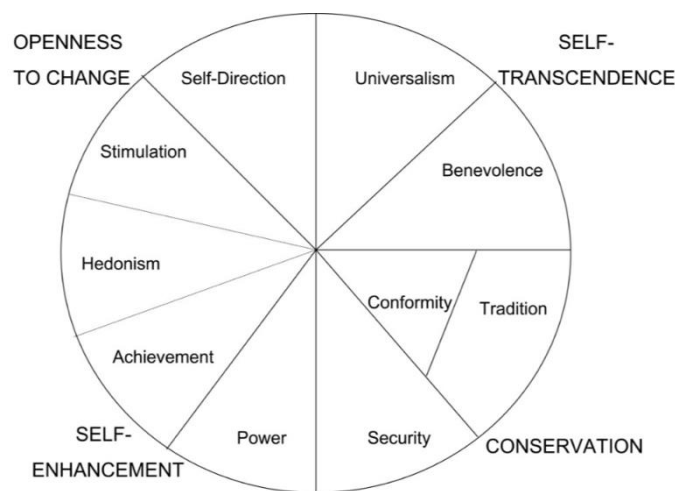 OPENNESS
TO CHANGE
SELF-
TRANSCENDENCE
Self-Direction
Universalism
Stimulation
Benevolence
Hedonism
Conformity
Tradition
Achievement
SELF-
ENHANCEMENT
Power
Security
CONSERVATION